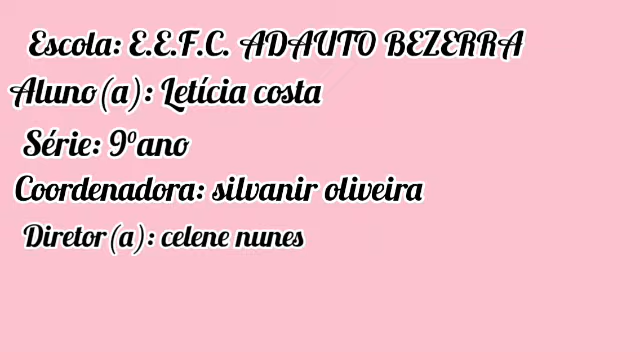 Escola: E.E.F.C. ADAUTO BEZERRA
Aluno(a): Letícia costa
Série: 9ºano
Coordenadora: silvanir oliveira
Diretor(a): celene nunes